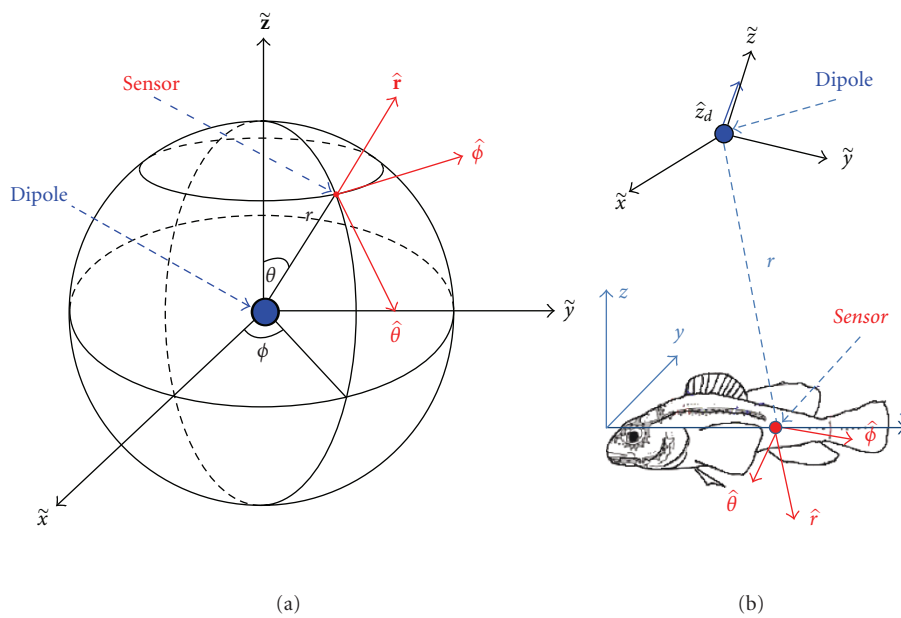 z̃
Sensor
r̂
ϕ̂
Dipole
r
θ
ỹ
θ̂
ϕ
x̃
(a)
z̃
Dipole
ẑ_d
ỹ
x̃
r
z
y
Sensor
ϕ̂
θ̂
r̂
(b)